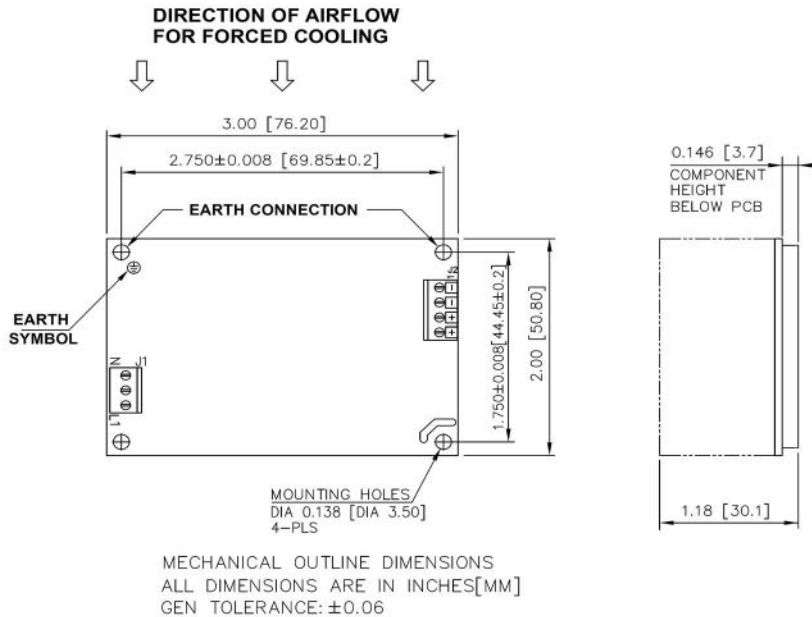 DIRECTION OF AIRFLOW
FOR FORCED COOLING
3.00 [76.20]
2.750±0.008 [69.85±0.2]
0.146 [3.7]
COMPONENT
HEIGHT
BELOW PCB
EARTH CONNECTION
J2
1
- 
-
+
+
EARTH
SYMBOL
1.750±0.008[44.45±0.2]
2.00 [50.80]
N
J1
L1
MOUNTING HOLES
DIA 0.138 [DIA 3.50]
4-PLS
1.18 [30.1]
MECHANICAL OUTLINE DIMENSIONS
ALL DIMENSIONS ARE IN INCHES[MM]
GEN TOLERANCE: ±0.06